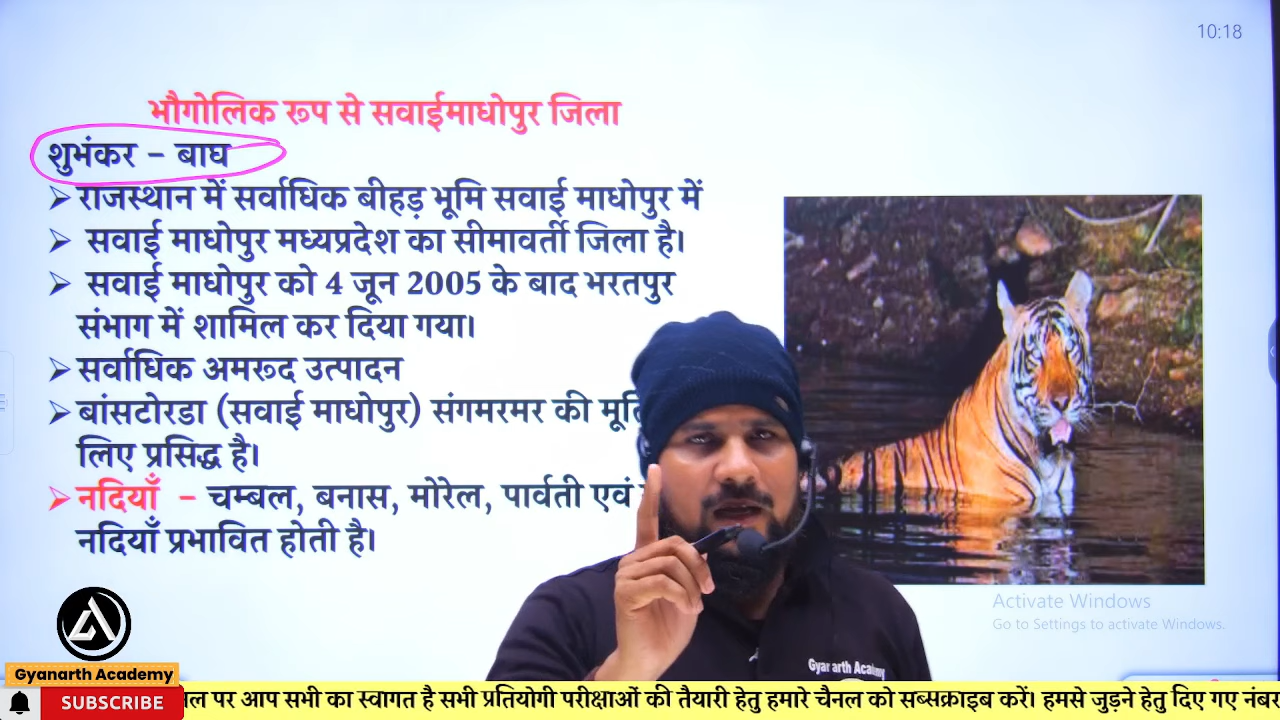 10:18
भौगोलिक रूप से सवाईमाधोपुर जिला
शुभंकर – बाघ
➢ राजस्थान में सर्वाधिक बीहड़ भूमि सवाई माधोपुर में
➢ सवाई माधोपुर मध्यप्रदेश का सीमावर्ती जिला है।
➢ सवाई माधोपुर को 4 जून 2005 के बाद भरतपुर
संभाग में शामिल कर दिया गया।
➢ सर्वाधिक अमरूद उत्पादन
➢ बांसटोरडा (सवाई माधोपुर) संगमरमर की
लिए प्रसिद्ध है।
➢ नदियाँ – चम्बल, बनास, मोरेल, पार्वती एवं
नदियाँ प्रभावित होती है।
Activate Windows
Go to Settings to activate Windows.
Gyanarth Academy
Gyanarth Academy
SUBSCRIBE
पर आप सभी का स्वागत है सभी प्रतियोगी परीक्षाओं की तैयारी हेतु हमारे चैनल को सब्सक्राइब करें। हमसे जुड़ने हेतु दिए गए नंबर